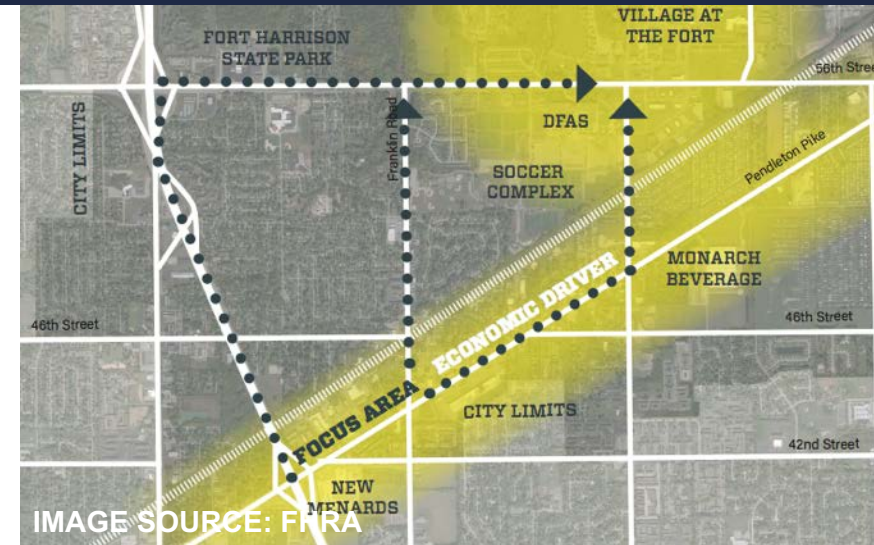 VILLAGE AT
THE FORT
FORT HARRISON
STATE PARK
56th Street
CITY LIMITS
Franklin Road
DFAS
Pendleton Pike
SOCCER
COMPLEX
MONARCH
BEVERAGE
ECONOMIC DRIVER
46th Street
46th Street
FOCUS AREA
CITY LIMITS
42nd Street
NEW
MENARDS
IMAGE SOURCE: FHRA